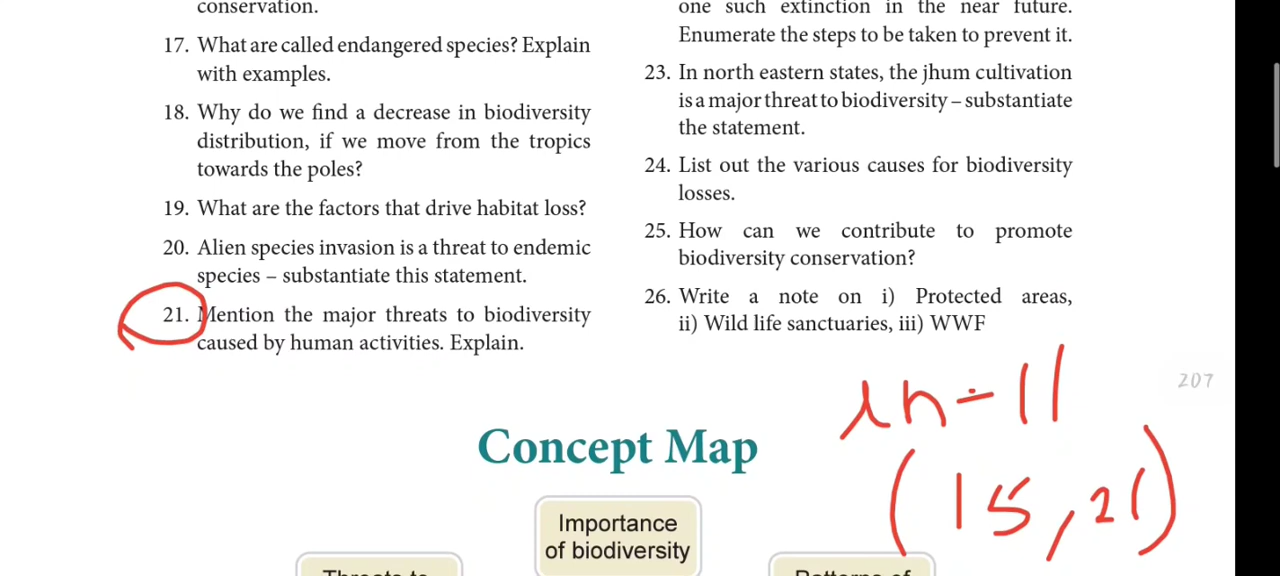 conservation.
17. What are called endangered species? Explain
with examples.
18. Why do we find a decrease in biodiversity
distribution, if we move from the tropics
towards the poles?
19. What are the factors that drive habitat loss?
20. Alien species invasion is a threat to endemic
species – substantiate this statement.
21. Mention the major threats to biodiversity
caused by human activities. Explain.
one such extinction in the near future.
Enumerate the steps to be taken to prevent it.
23. In north eastern states, the jhum cultivation
is a major threat to biodiversity – substantiate
the statement.
24. List out the various causes for biodiversity
losses.
25. How can we contribute to promote
biodiversity conservation?
26. Write a note on i) Protected areas,
ii) Wild life sanctuaries, iii) WWF
207
(15, 21)
Concept Map
Importance
of biodiversity
Threats to
Patterns of